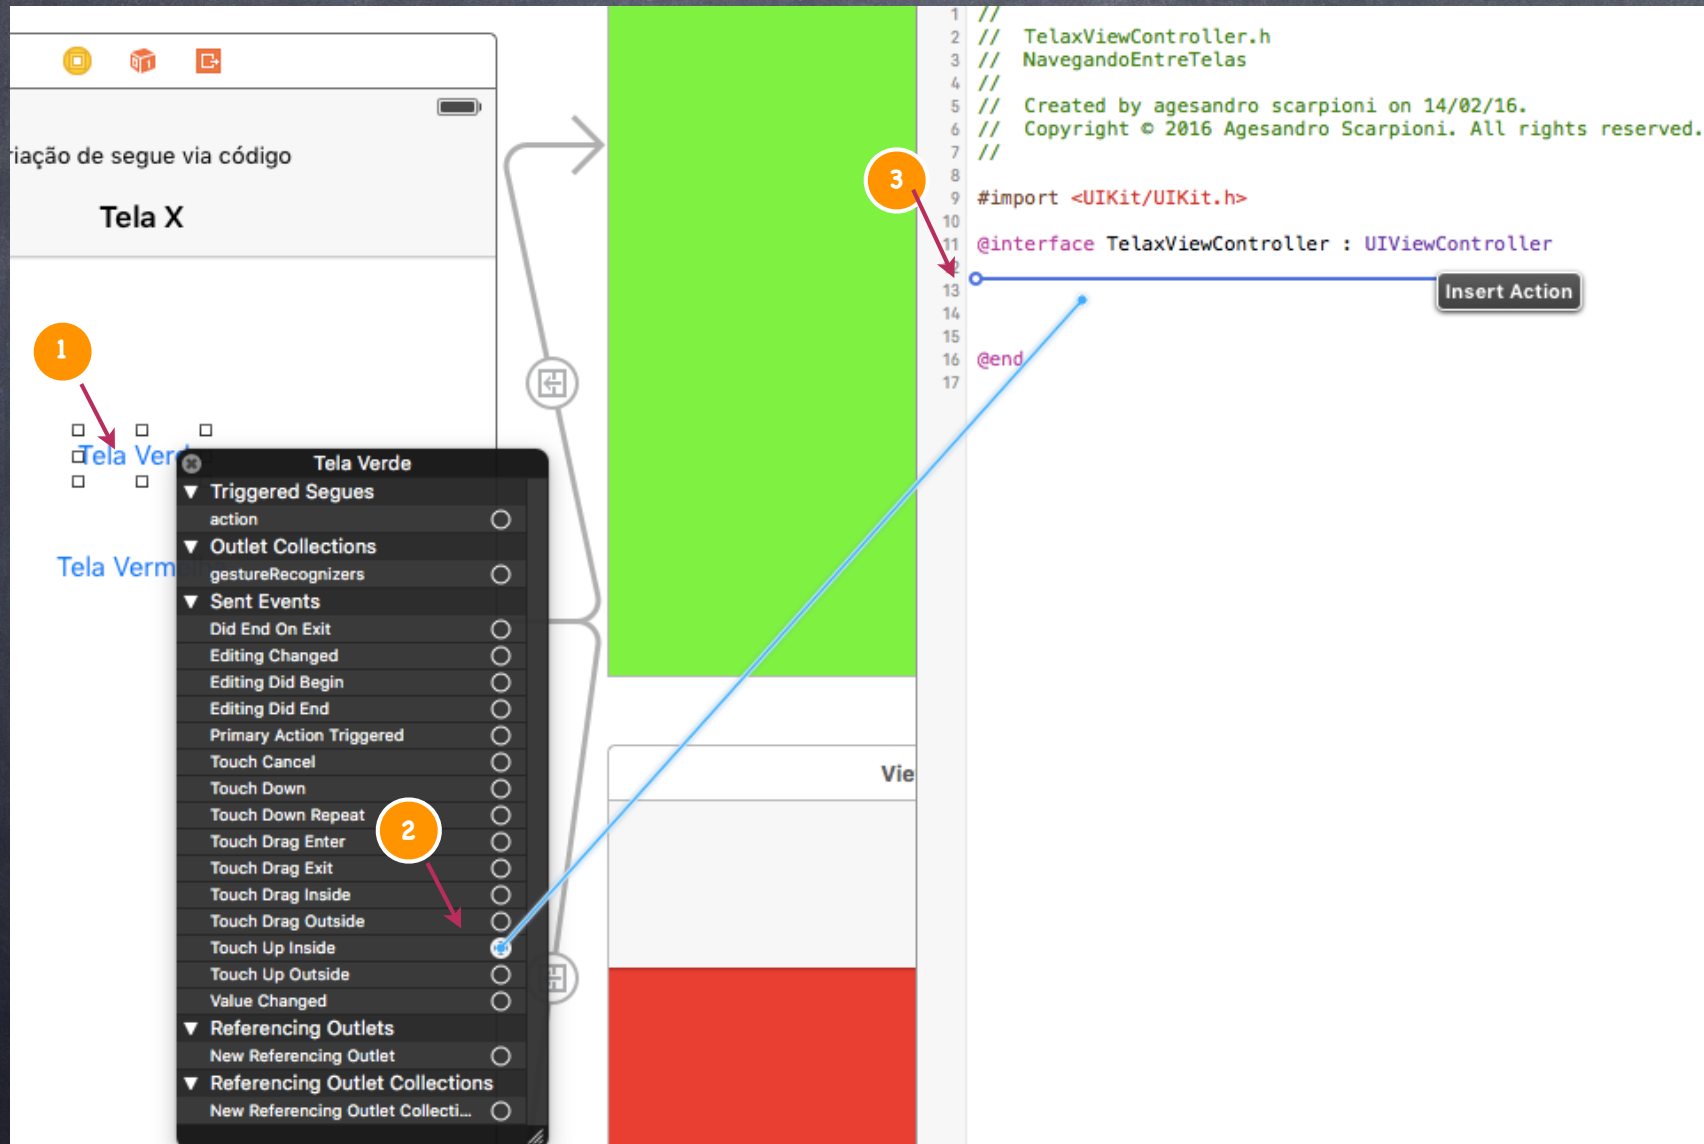 riação de segue via código
Tela X
1
Tela Verd
Tela Verm
Tela Verde
▼ Triggered Segues
action
▼ Outlet Collections
gestureRecognizers
▼ Sent Events
Did End On Exit
Editing Changed
Editing Did Begin
Editing Did End
Primary Action Triggered
Touch Cancel
Touch Down
Touch Down Repeat
Touch Drag Enter
Touch Drag Exit
Touch Drag Inside
Touch Drag Outside
Touch Up Inside
Touch Up Outside
Value Changed
▼ Referencing Outlets
New Referencing Outlet
▼ Referencing Outlet Collections
New Referencing Outlet Collecti...
2
Vie
3
1 //
2 // TelaxViewController.h
3 // NavegandoEntreTelas
4 //
5 // Created by agesandro scarpioni on 14/02/16.
6 // Copyright © 2016 Agesandro Scarpioni. All rights reserved.
7 //
8
9 #import <UIKit/UIKit.h>
10
11 @interface TelaxViewController : UIViewController
2
13
Insert Action
14
15
16 @end
17